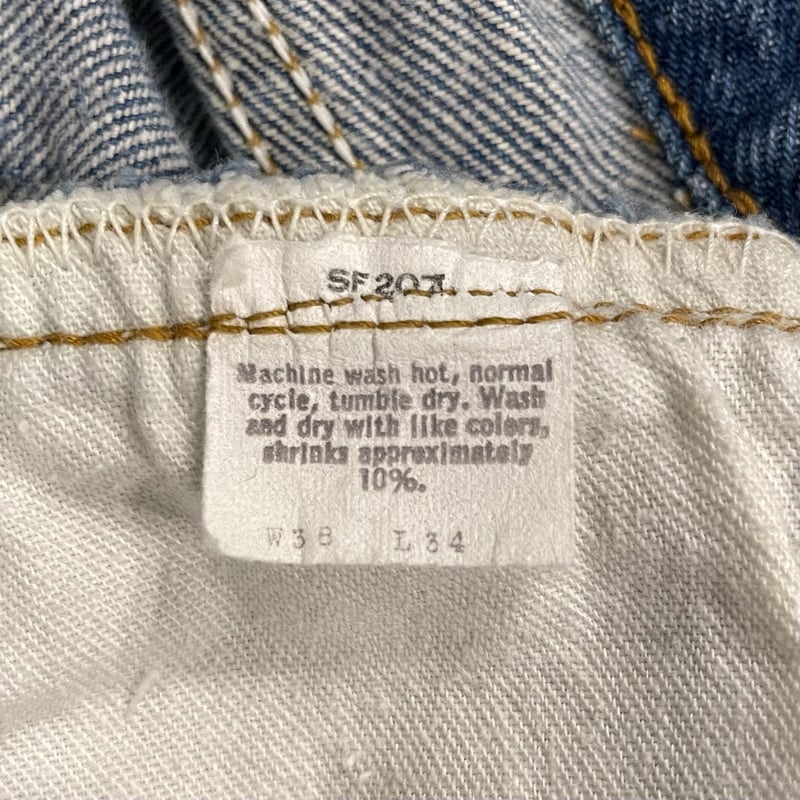 SF207
Machine wash hot, normal
cycle, tumble dry. Wash
and dry with like colors,
shrinks approximately
10%.
W38 L34